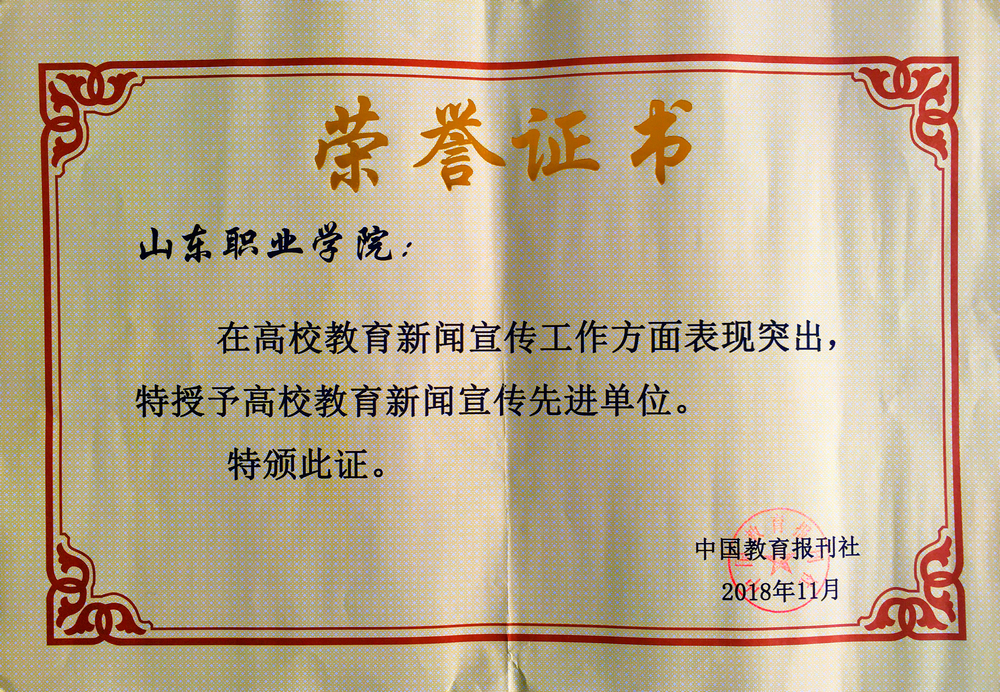 荣誉证书
山东职业学院：
在高校教育新闻宣传工作方面表现突出，
特授予高校教育新闻宣传先进单位。
特颁此证。
中国教育报刊社
2018年11月